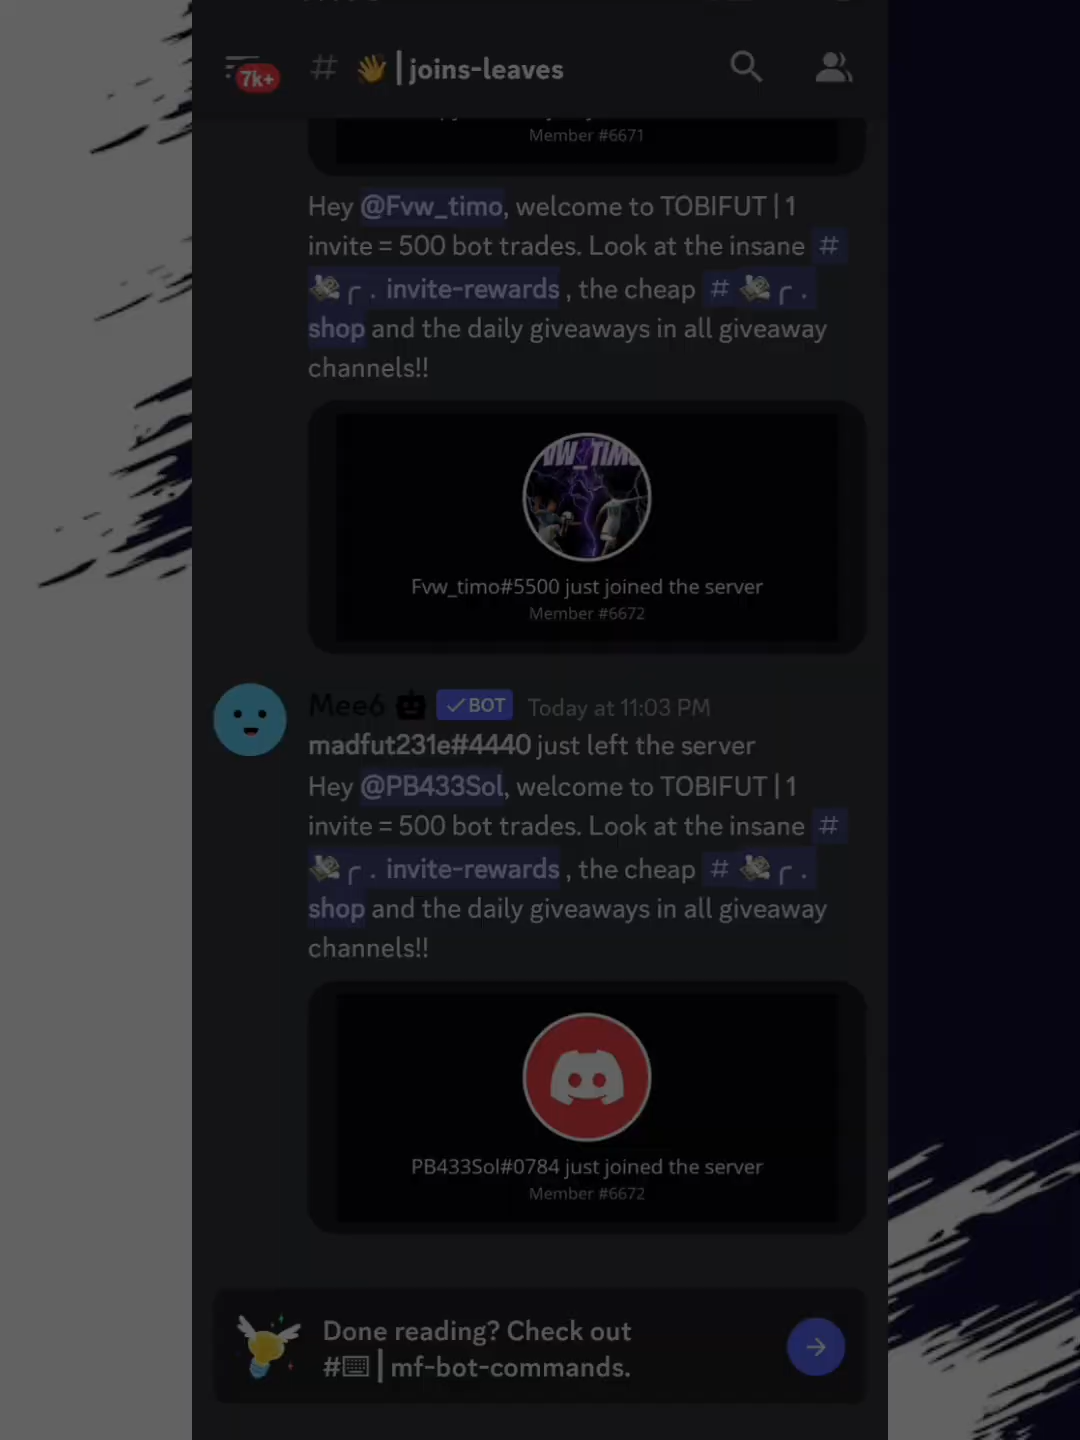 7k+ # 👋 | joins-leaves
Member #6671
Hey @Fvw_timo, welcome to TOBIFUT | 1
invite = 500 bot trades. Look at the insane #
💸╭ . invite-rewards , the cheap # 💸╭ .
shop and the daily giveaways in all giveaway
channels!!
VW_TIMO
Fvw_timo#5500 just joined the server
Member #6672
Mee6 🤖 ✓BOT Today at 11:03 PM
madfut231e#4440 just left the server
Hey @PB433Sol, welcome to TOBIFUT | 1
invite = 500 bot trades. Look at the insane #
💸╭ . invite-rewards , the cheap # 💸╭ .
shop and the daily giveaways in all giveaway
channels!!
PB433Sol#0784 just joined the server
Member #6672
Done reading? Check out
#⌨️ | mf-bot-commands.